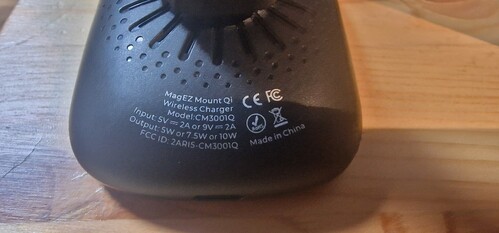 MagEZ Mount Qi
Wireless Charger
Model:CM3001Q
Input: 5V⎓2A or 9V⎓2A
Output: 5W or 7.5W or 10W
FCC ID: 2ARI5-CM3001Q
CE FC
Made in China